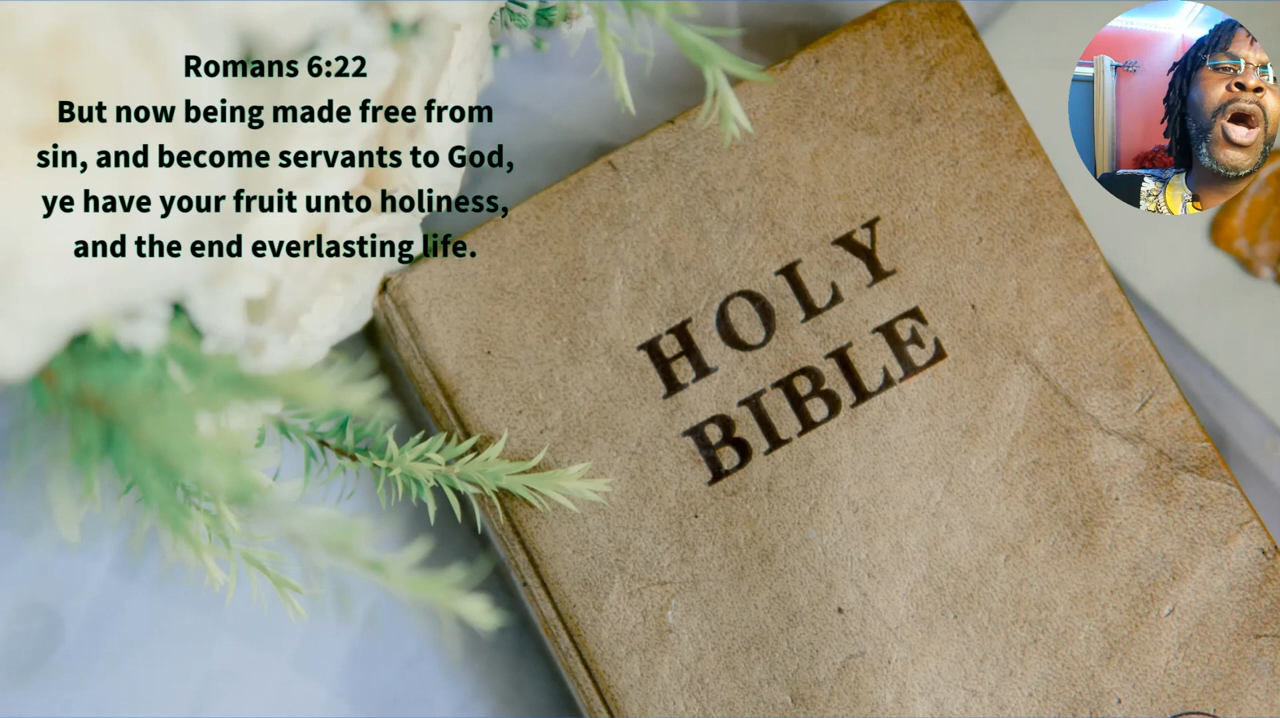 Romans 6:22
But now being made free from
sin, and become servants to God,
ye have your fruit unto holiness,
and the end everlasting life.
HOLY
BIBLE